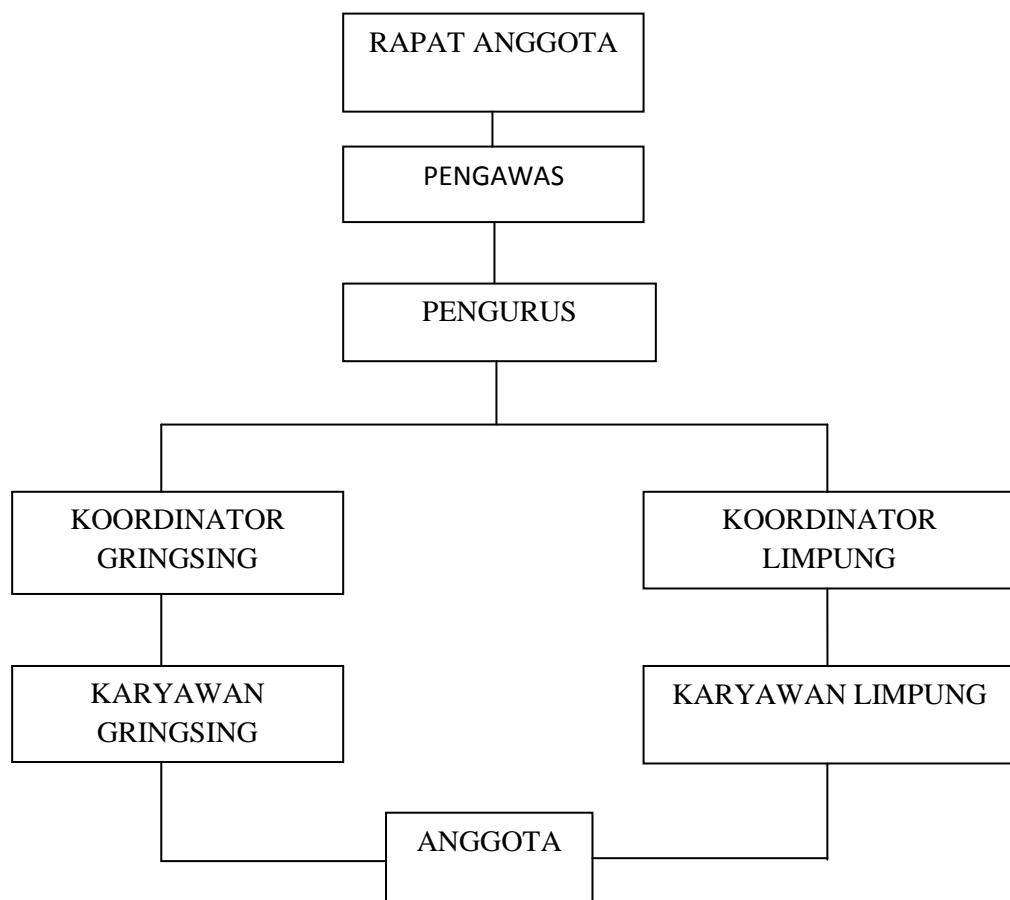 RAPAT ANGGOTA
PENGAWAS
PENGURUS
KOORDINATOR
GRINGSING
KOORDINATOR
LIMPUNG
KARYAWAN
GRINGSING
KARYAWAN LIMPUNG
ANGGOTA